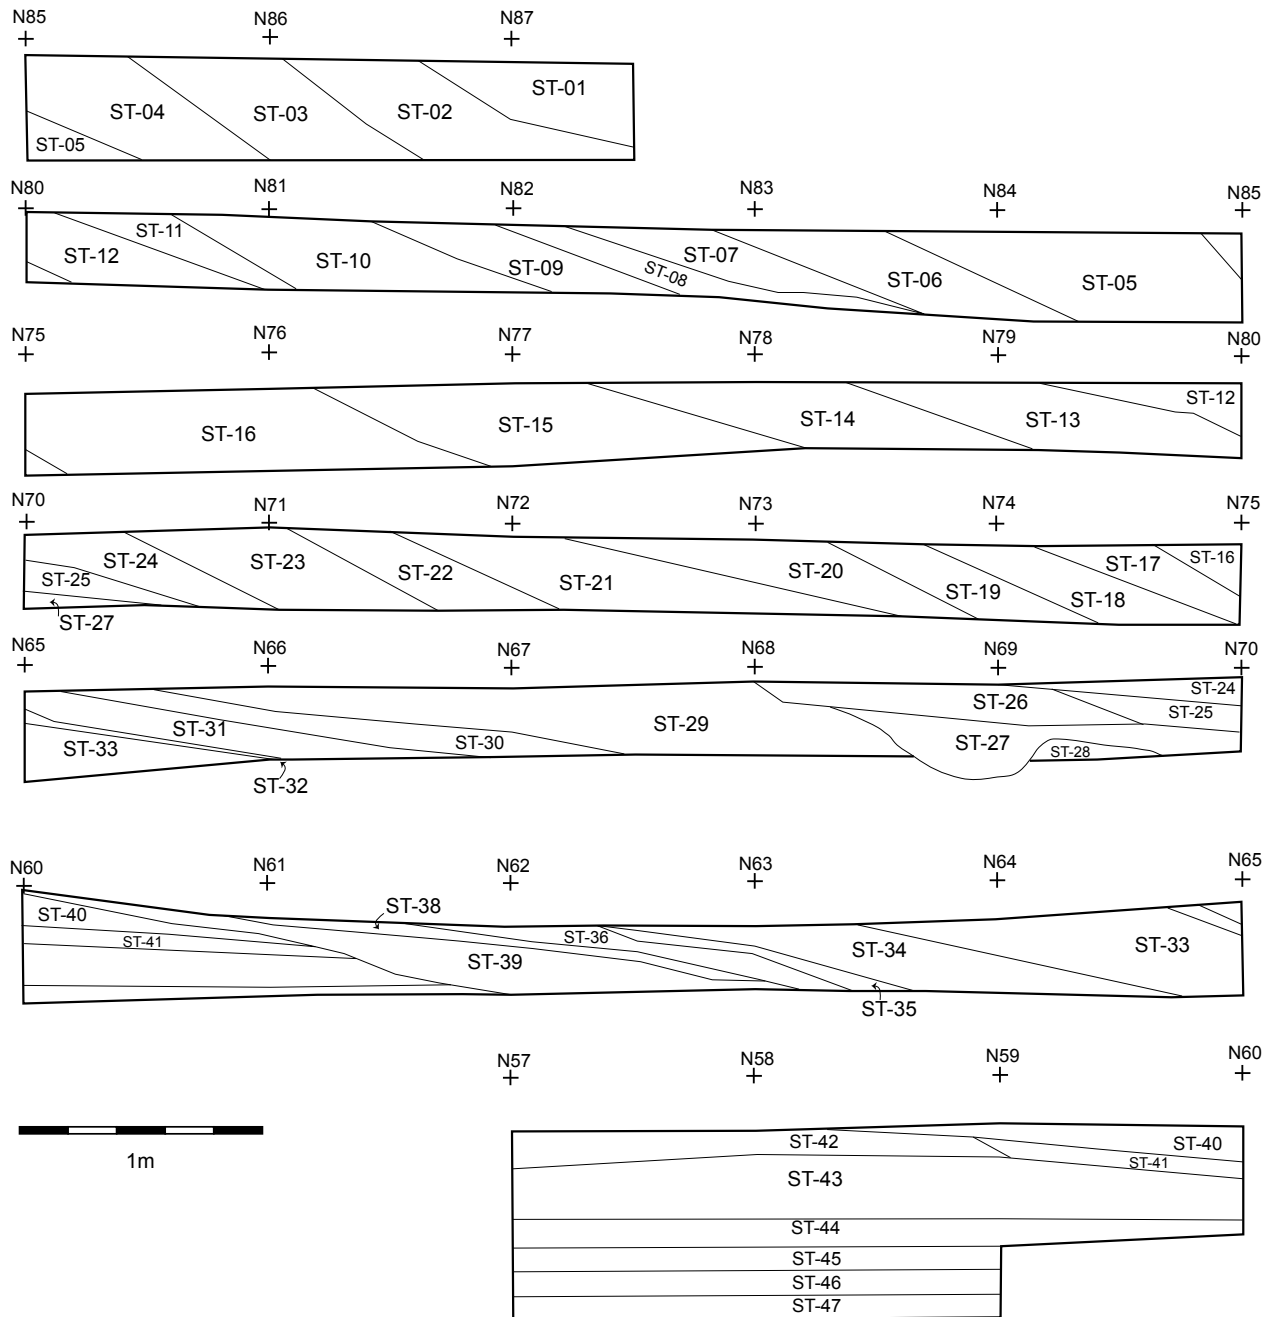 N85 N86 N87
ST-01
ST-04 ST-03 ST-02
ST-05
N80 N81 N82 N83 N84 N85
ST-11
ST-12 ST-10 ST-09 ST-08 ST-07 ST-06 ST-05
N75 N76 N77 N78 N79 N80
ST-16 ST-15 ST-14 ST-13 ST-12
N70 N71 N72 N73 N74 N75
ST-24 ST-23 ST-22 ST-21 ST-20 ST-19 ST-18 ST-17 ST-16
ST-25
ST-27
N65 N66 N67 N68 N69 N70
ST-33 ST-31 ST-30 ST-29 ST-26 ST-24
ST-27 ST-28 ST-25
ST-32
N60 N61 N62 N63 N64 N65
ST-40 ST-38
ST-41 ST-39 ST-36 ST-34 ST-33
ST-35
N57 N58 N59 N60
ST-42 ST-40
ST-41
ST-43
ST-44
ST-45
ST-46
ST-47
1m